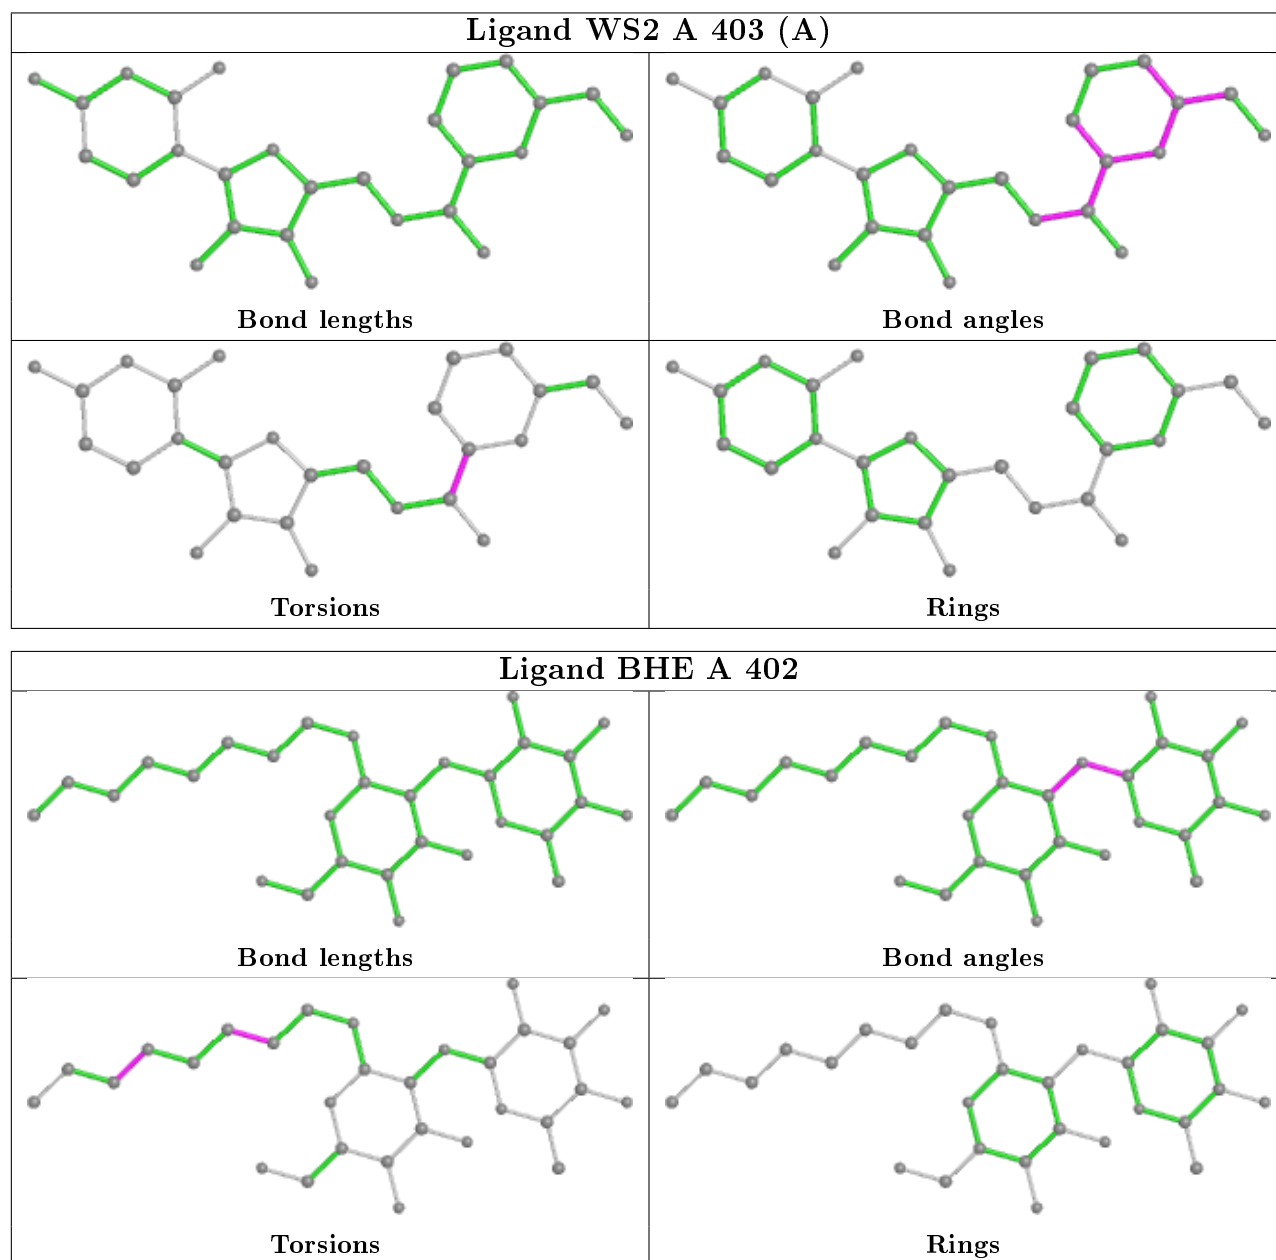 Ligand WS2 A 403 (A)
Bond lengths
Bond angles
Torsions
Rings
Ligand BHE A 402
Bond lengths
Bond angles
Torsions
Rings